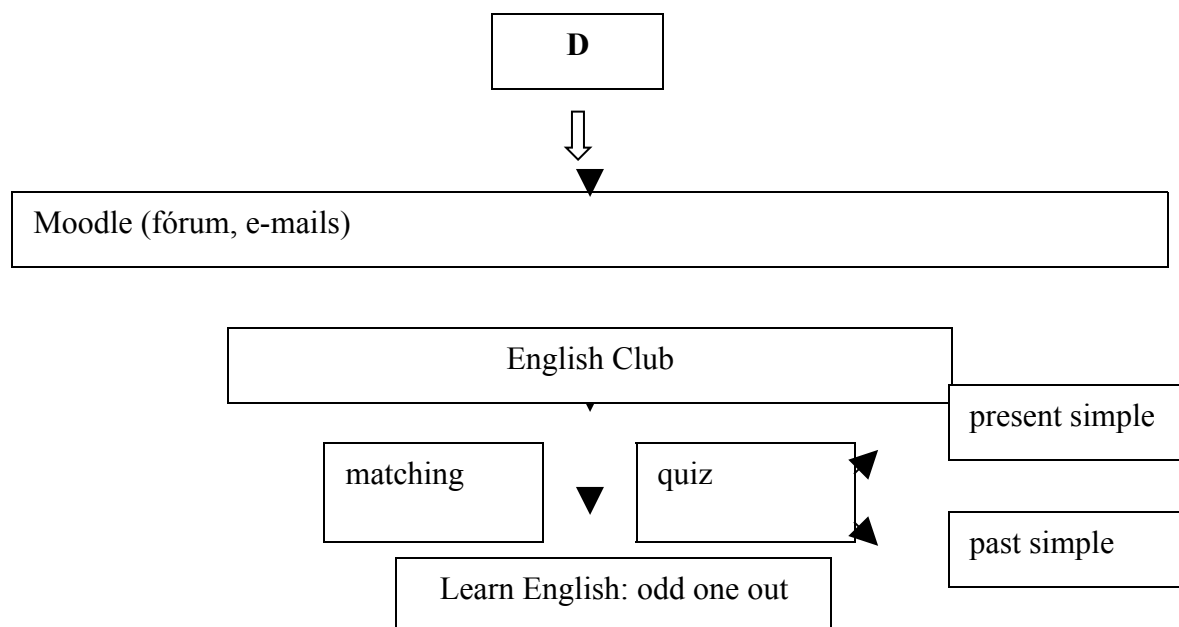 D
Moodle (fórum, e-mails)
English Club
present simple
matching
quiz
past simple
Learn English: odd one out